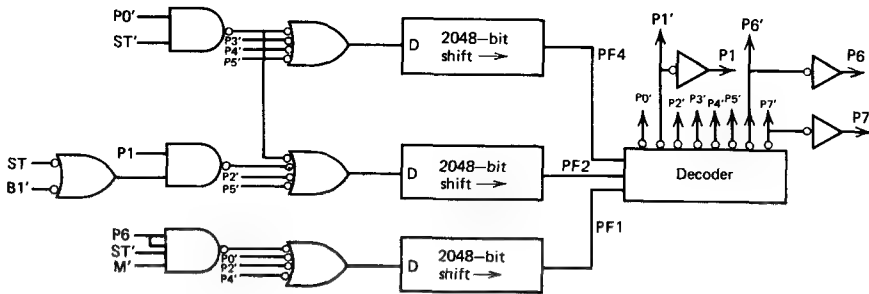 P0'
ST'
P3'
P4'
P5'
D
2048–bit
shift →
PF4
P1'
P1
P6'
P6
P0'
P2'
P3'
P4'
P5'
P7'
P7
Decoder
ST
B1'
P1
P2'
P5'
D
2048–bit
shift →
PF2
P6
ST'
M'
P0'
P2'
P4'
D
2048–bit
shift →
PF1